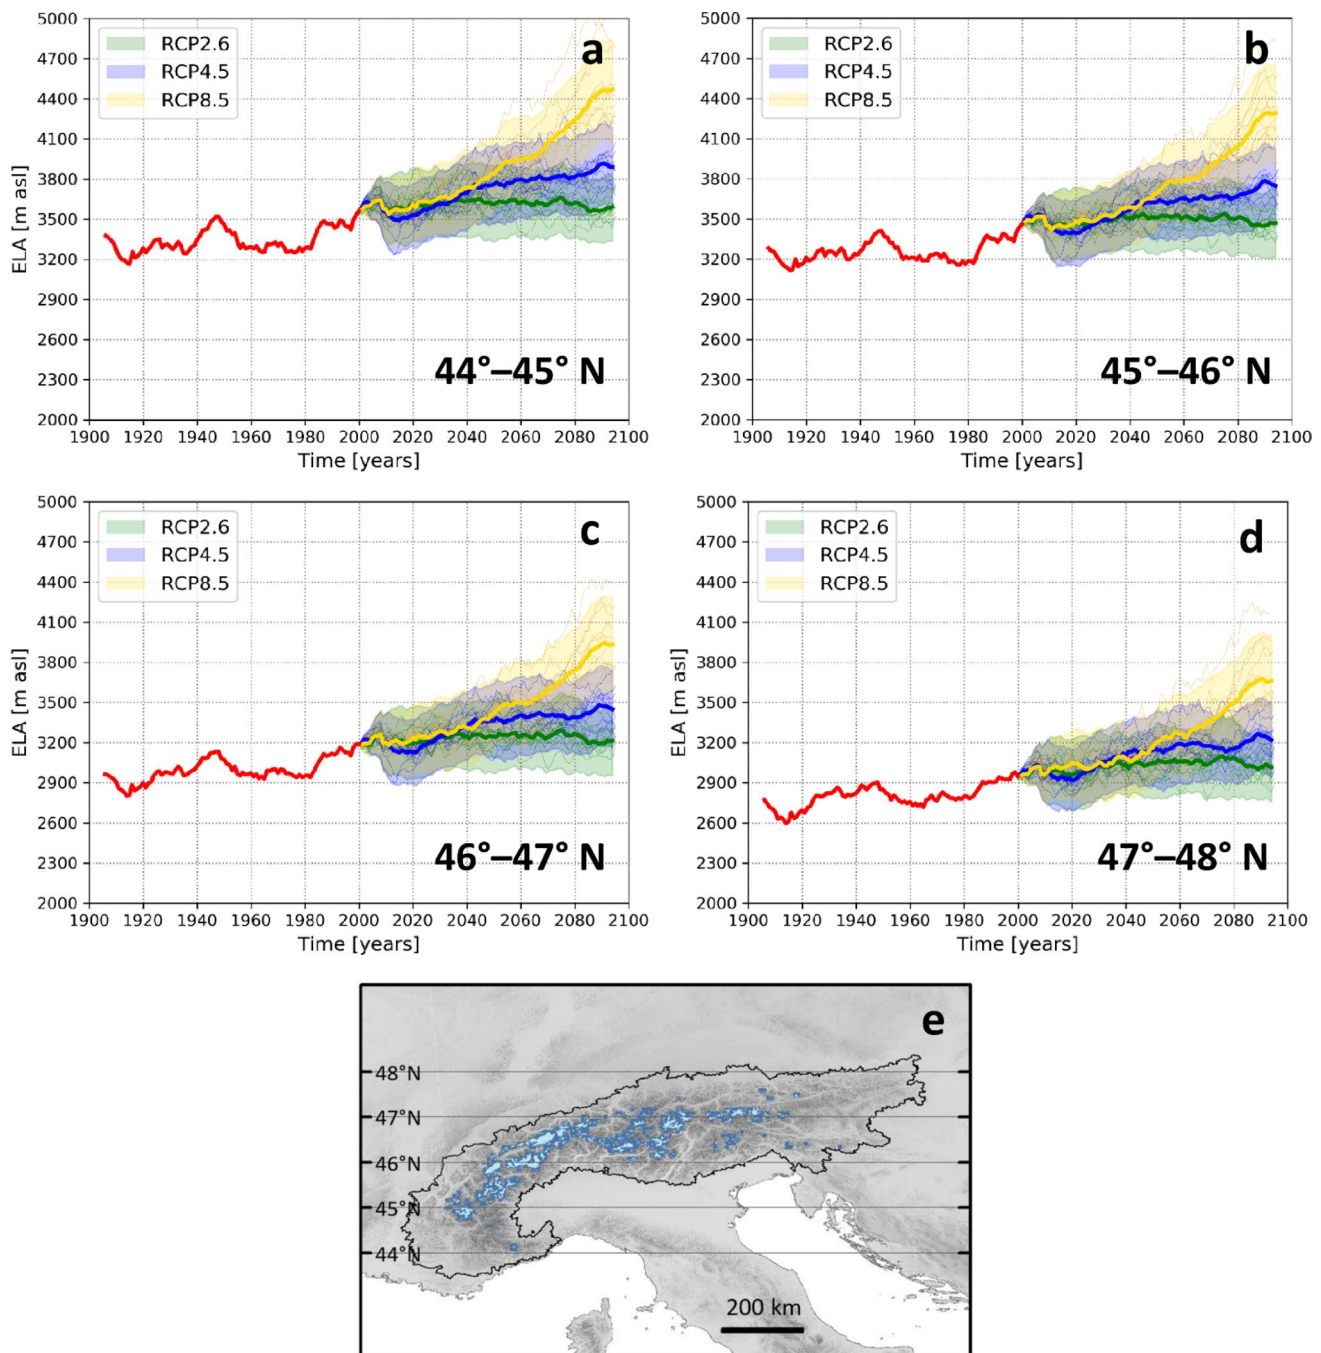 a
RCP2.6
RCP4.5
RCP8.5
5000
4700
4400
4100
3800
3500
3200
2900
2600
2300
2000
ELA [m asl]
44°–45° N
1900 1920 1940 1960 1980 2000 2020 2040 2060 2080 2100
Time [years]
b
RCP2.6
RCP4.5
RCP8.5
5000
4700
4400
4100
3800
3500
3200
2900
2600
2300
2000
ELA [m asl]
45°–46° N
1900 1920 1940 1960 1980 2000 2020 2040 2060 2080 2100
Time [years]
c
RCP2.6
RCP4.5
RCP8.5
5000
4700
4400
4100
3800
3500
3200
2900
2600
2300
2000
ELA [m asl]
46°–47° N
1900 1920 1940 1960 1980 2000 2020 2040 2060 2080 2100
Time [years]
d
RCP2.6
RCP4.5
RCP8.5
5000
4700
4400
4100
3800
3500
3200
2900
2600
2300
2000
ELA [m asl]
47°–48° N
1900 1920 1940 1960 1980 2000 2020 2040 2060 2080 2100
Time [years]
e
48°N
47°N
46°N
45°N
44°N
200 km